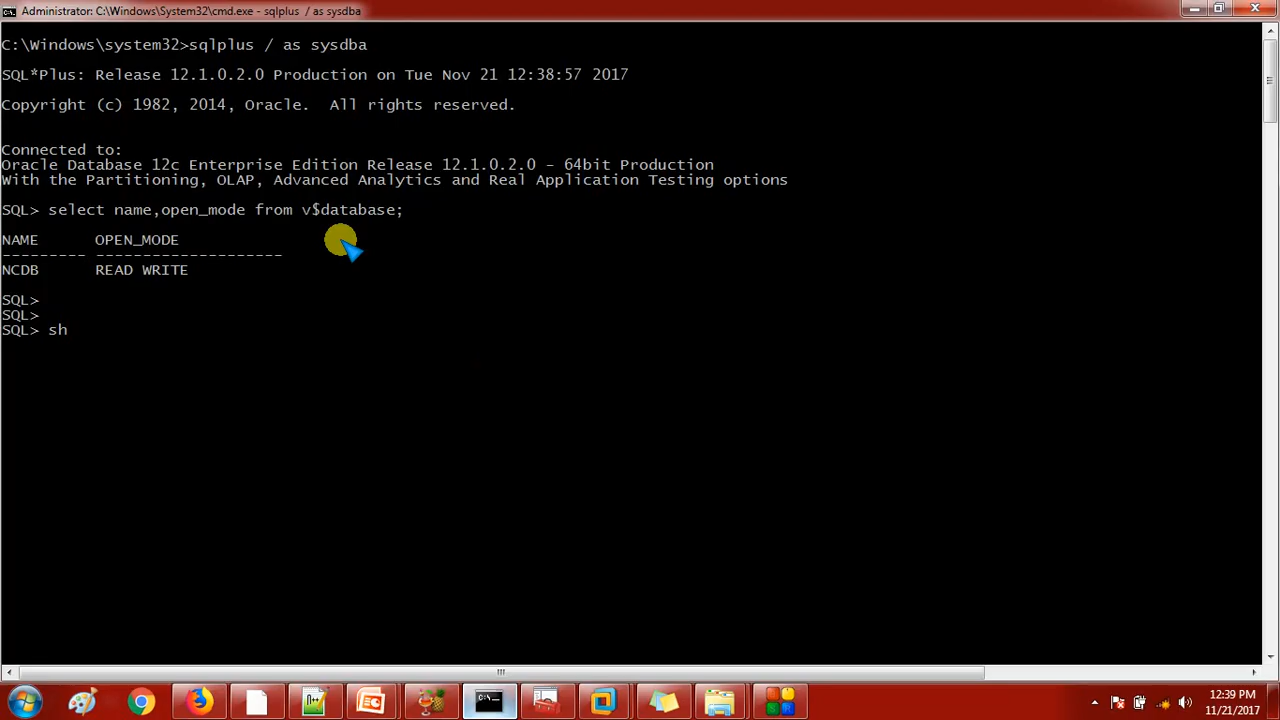 Administrator: C:\Windows\System32\cmd.exe - sqlplus / as sysdba
C:\Windows\system32>sqlplus / as sysdba
SQL*Plus: Release 12.1.0.2.0 Production on Tue Nov 21 12:38:57 2017
Copyright (c) 1982, 2014, Oracle.  All rights reserved.
Connected to:
Oracle Database 12c Enterprise Edition Release 12.1.0.2.0 - 64bit Production
With the Partitioning, OLAP, Advanced Analytics and Real Application Testing options
SQL> select name,open_mode from v$database;
NAME      OPEN_MODE
--------- --------------------
NCDB      READ WRITE
SQL>
SQL>
SQL> sh
12:39 PM
11/21/2017